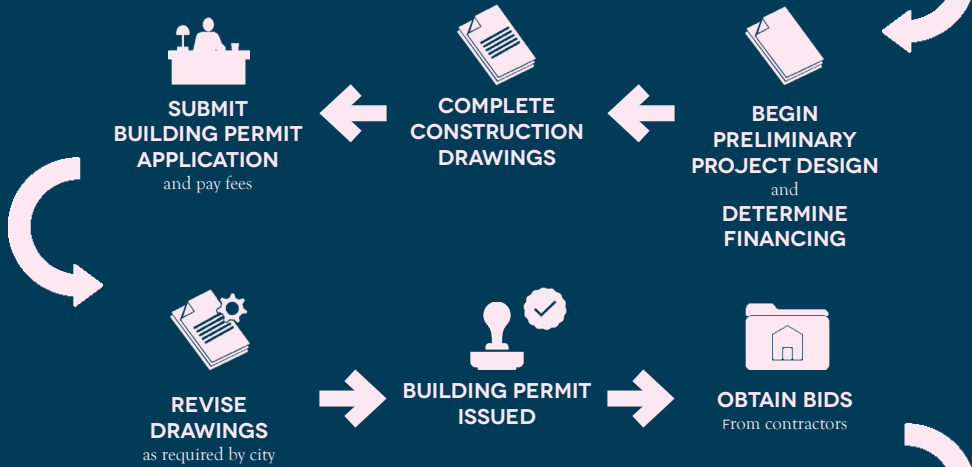 BEGIN
PRELIMINARY
PROJECT DESIGN
and
DETERMINE
FINANCING
COMPLETE
CONSTRUCTION
DRAWINGS
SUBMIT
BUILDING PERMIT
APPLICATION
and pay fees
REVISE
DRAWINGS
as required by city
BUILDING PERMIT
ISSUED
OBTAIN BIDS
From contractors